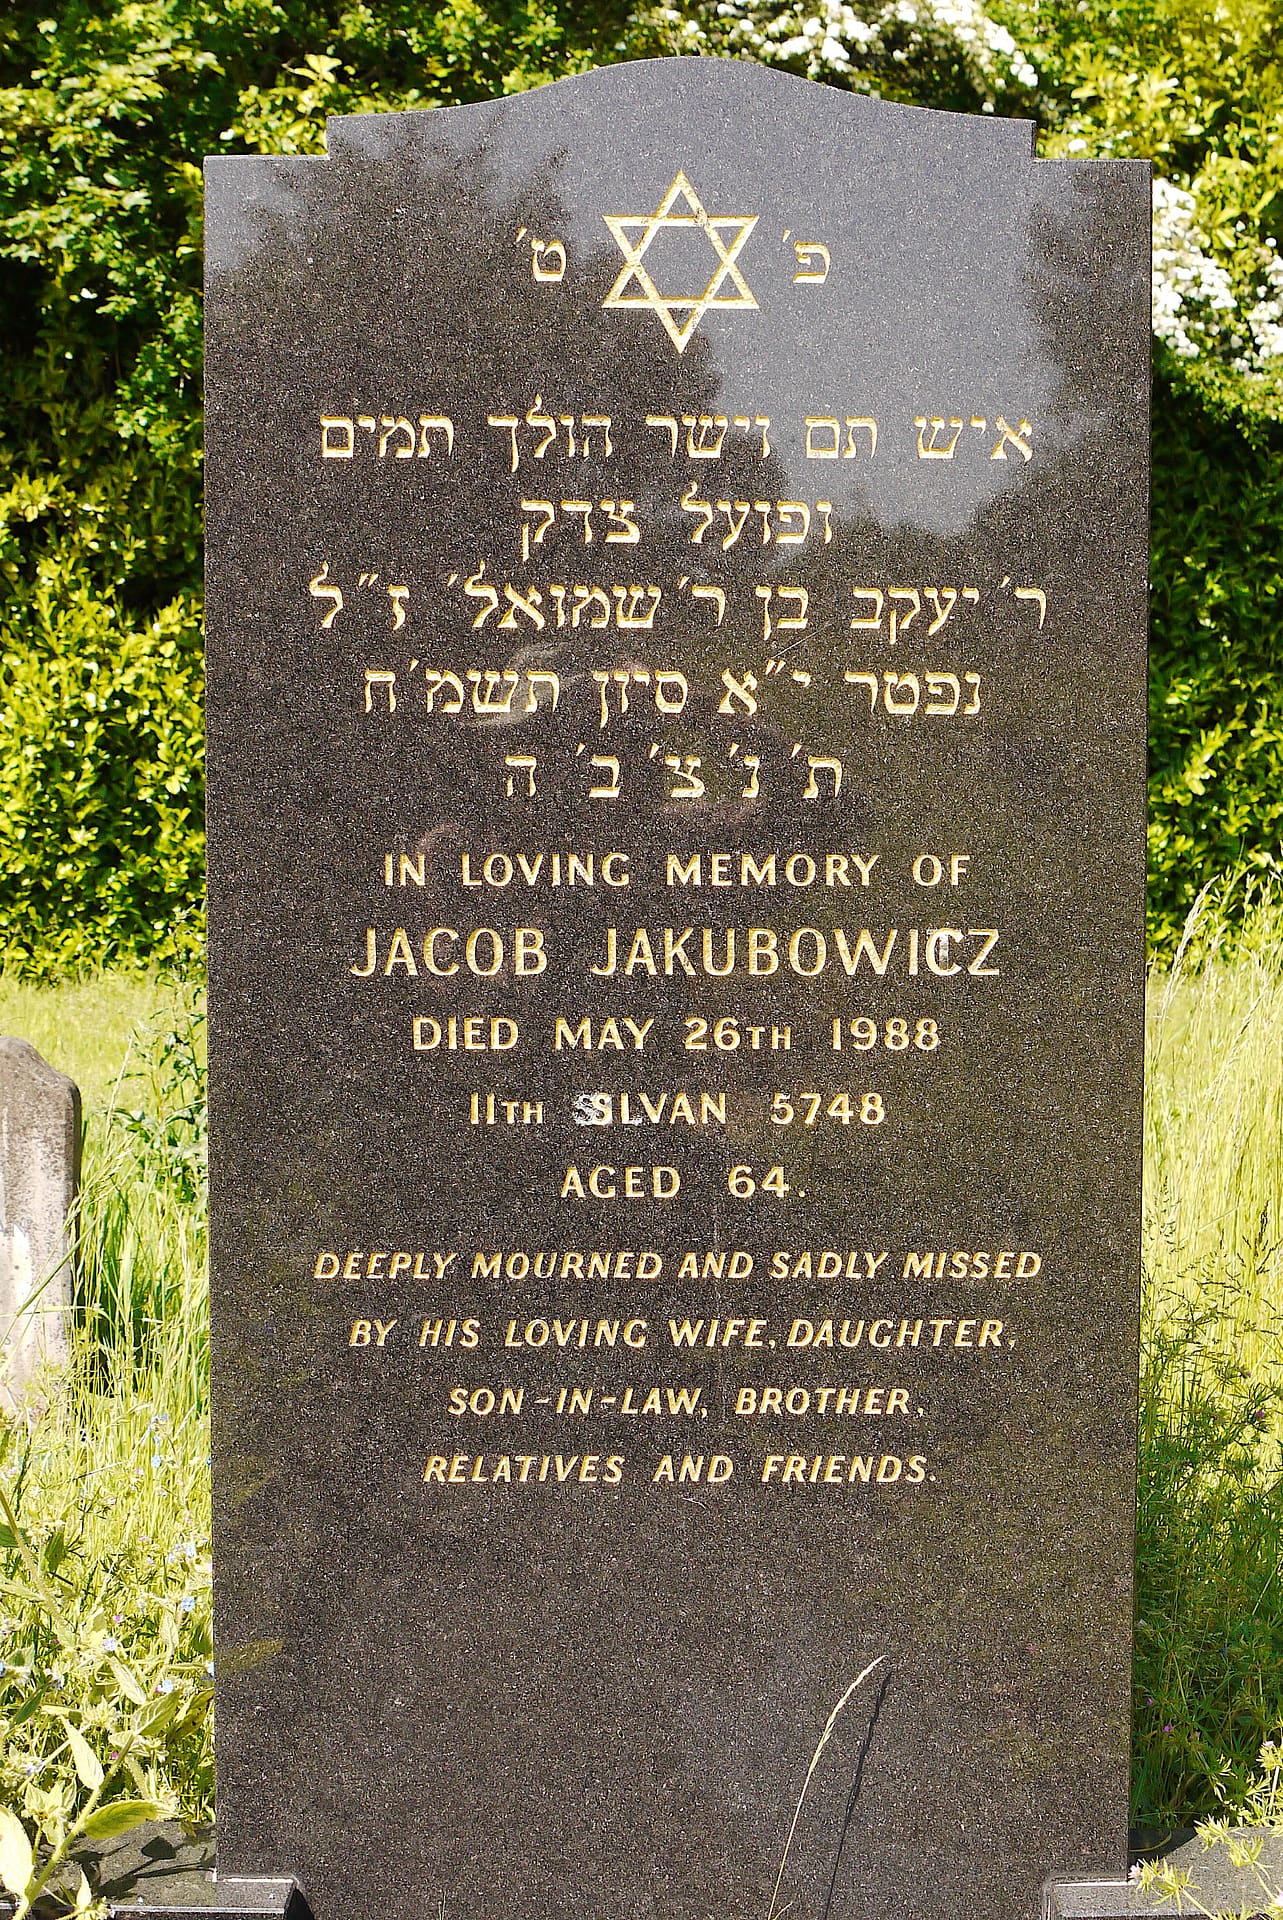 פ׳ ט׳
איש תם וישר הולך תמים
ופועל צדק
ר׳ יעקב בן ר׳ שמואל׳ ז״ל
נפטר י״א סיון תשמ׳ח
ת׳ נ׳ צ׳ ב׳ ה
IN LOVING MEMORY OF
JACOB JAKUBOWICZ
DIED MAY 26TH 1988
11TH SIVAN 5748
AGED 64.
DEEPLY MOURNED AND SADLY MISSED
BY HIS LOVING WIFE, DAUGHTER,
SON-IN-LAW, BROTHER,
RELATIVES AND FRIENDS.